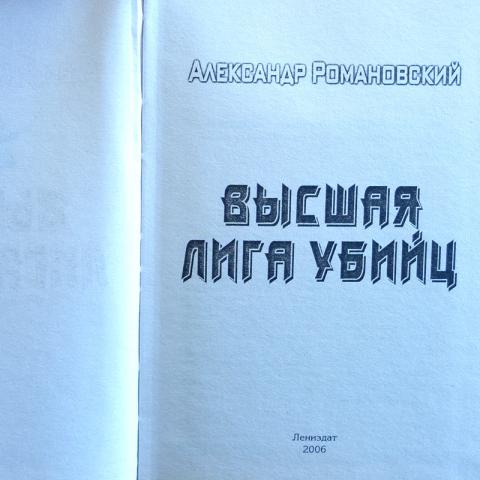 Александр Романовский
ВЫСШАЯ
ЛИГА УБИЙЦ
Лениздат
2006